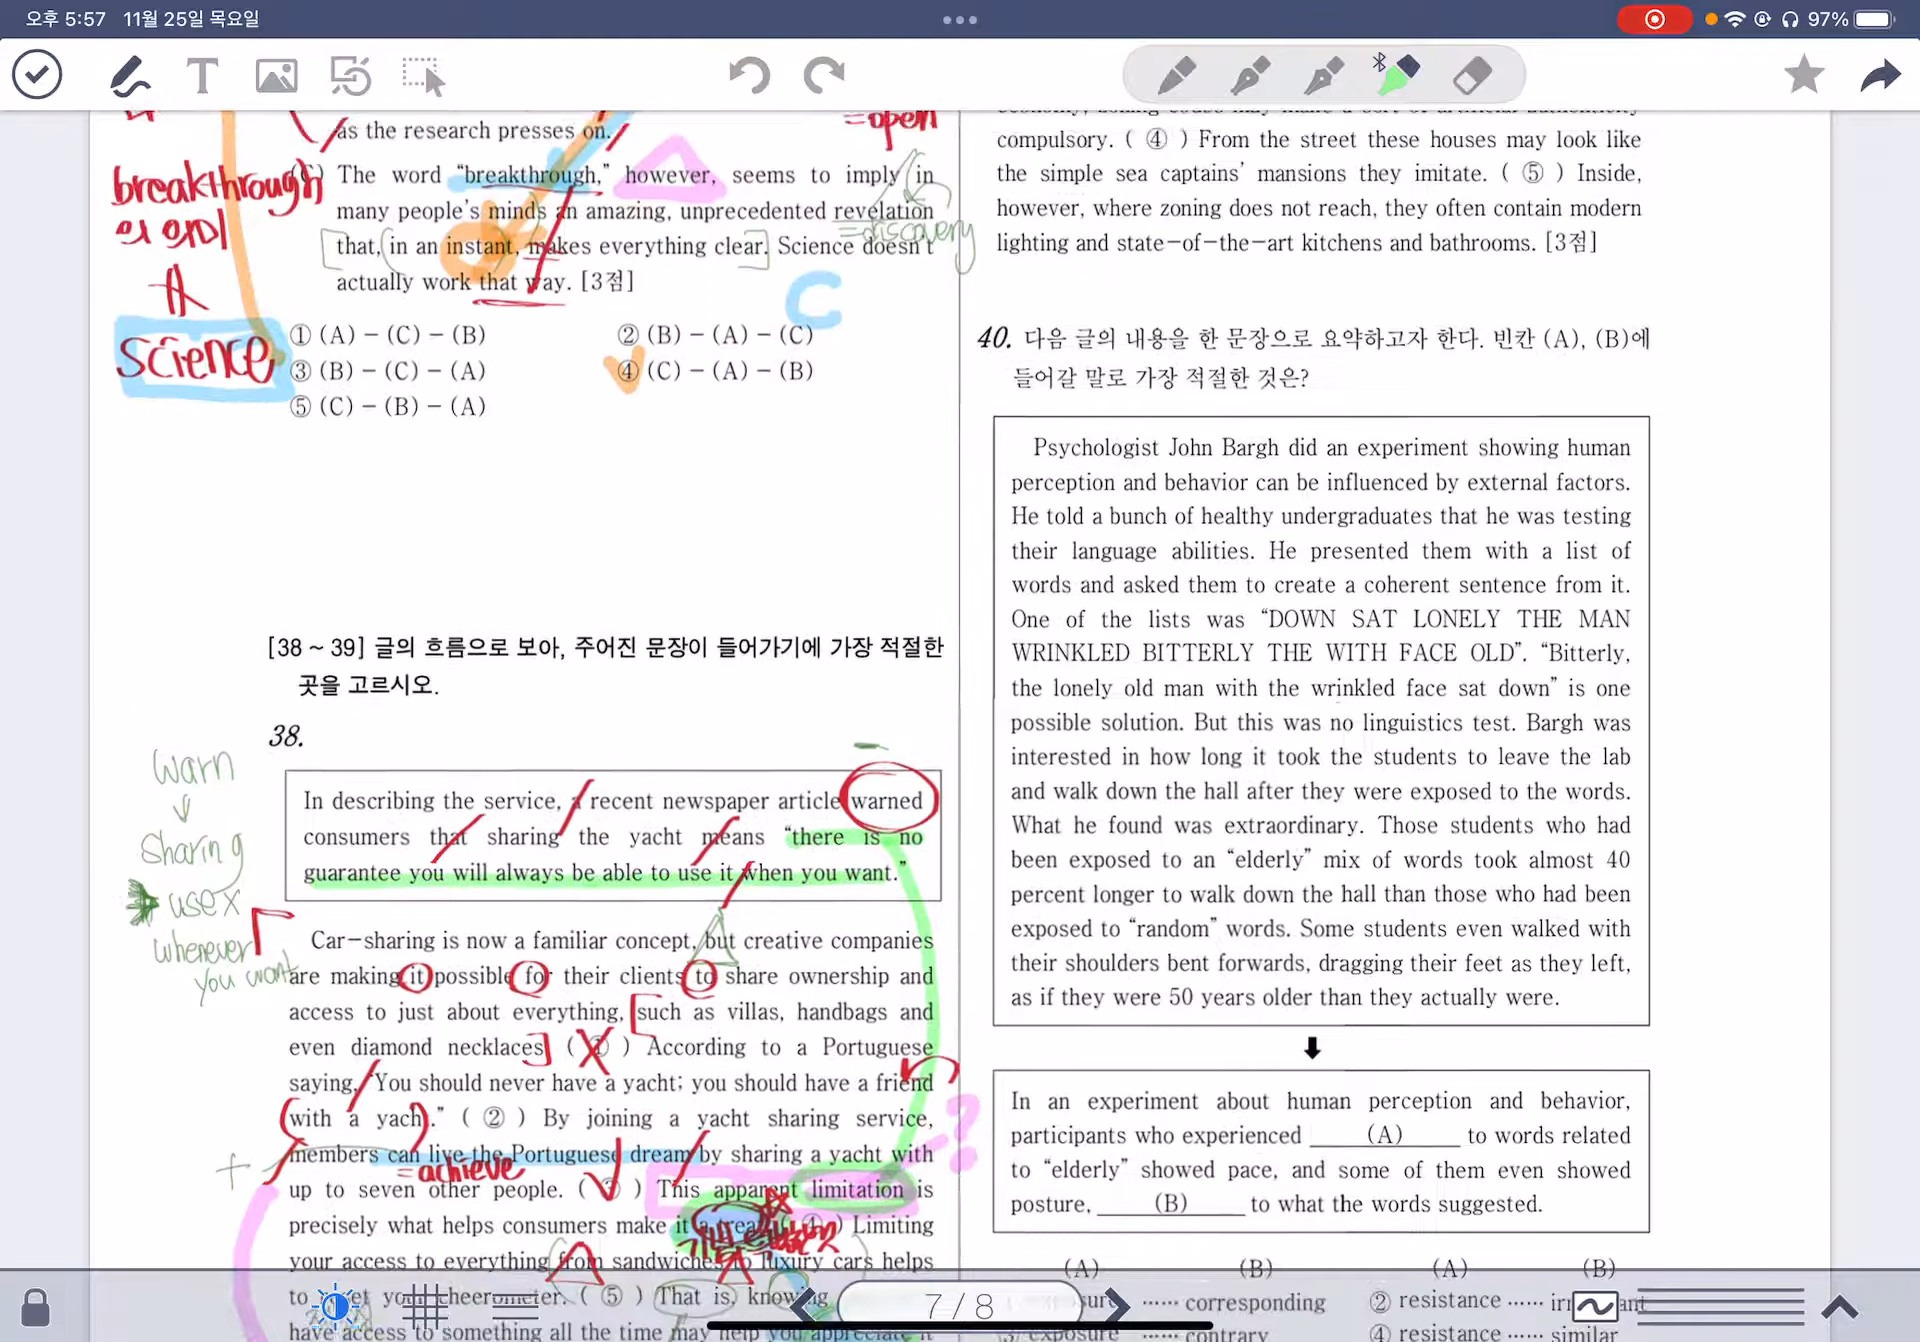 오후 5:57 11월 25일 목요일
97%
as the research presses on.
=open
The word “breakthrough,” however, seems to imply in
many people's minds an amazing, unprecedented revelation
=discovery
that, in an instant, makes everything clear. Science doesn't
actually work that way. [3점]
breakthrough
의 의미
Science
C
① (A) - (C) - (B)
② (B) - (A) - (C)
③ (B) - (C) - (A)
④ (C) - (A) - (B)
⑤ (C) - (B) - (A)
[38 ~ 39] 글의 흐름으로 보아, 주어진 문장이 들어가기에 가장 적절한
곳을 고르시오.
38.
warn
sharing
use x
whenever
you want
In describing the service, a recent newspaper article warned
consumers that sharing the yacht means “there is no
guarantee you will always be able to use it when you want.”
Car-sharing is now a familiar concept, but creative companies
are making it possible for their clients to share ownership and
access to just about everything, such as villas, handbags and
even diamond necklaces. ( ① ) According to a Portuguese
saying, “You should never have a yacht; you should have a friend
with a yacht.” ( ② ) By joining a yacht sharing service,
members can live the Portuguese dream by sharing a yacht with
=achieve
up to seven other people. ( ③ ) This apparent limitation is
precisely what helps consumers make it a treat. ( ④ ) Limiting
your access to everything from sandwiches to luxury cars helps
to reset your cheerometer. ( ⑤ ) That is, knowing
have access to something all the time may help you appreciate it
compulsory. ( ④ ) From the street these houses may look like
the simple sea captains' mansions they imitate. ( ⑤ ) Inside,
however, where zoning does not reach, they often contain modern
lighting and state-of-the-art kitchens and bathrooms. [3점]
40. 다음 글의 내용을 한 문장으로 요약하고자 한다. 빈칸 (A), (B)에
들어갈 말로 가장 적절한 것은?
Psychologist John Bargh did an experiment showing human
perception and behavior can be influenced by external factors.
He told a bunch of healthy undergraduates that he was testing
their language abilities. He presented them with a list of
words and asked them to create a coherent sentence from it.
One of the lists was “DOWN SAT LONELY THE MAN
WRINKLED BITTERLY THE WITH FACE OLD”. “Bitterly,
the lonely old man with the wrinkled face sat down” is one
possible solution. But this was no linguistics test. Bargh was
interested in how long it took the students to leave the lab
and walk down the hall after they were exposed to the words.
What he found was extraordinary. Those students who had
been exposed to an “elderly” mix of words took almost 40
percent longer to walk down the hall than those who had been
exposed to “random” words. Some students even walked with
their shoulders bent forwards, dragging their feet as they left,
as if they were 50 years older than they actually were.
In an experiment about human perception and behavior,
participants who experienced (A) to words related
to “elderly” showed pace, and some of them even showed
posture, (B) to what the words suggested.
(A) (B) (A) (B)
corresponding
② resistance ......
exposure ...... contrary
④ resistance ...... similar
7 / 8